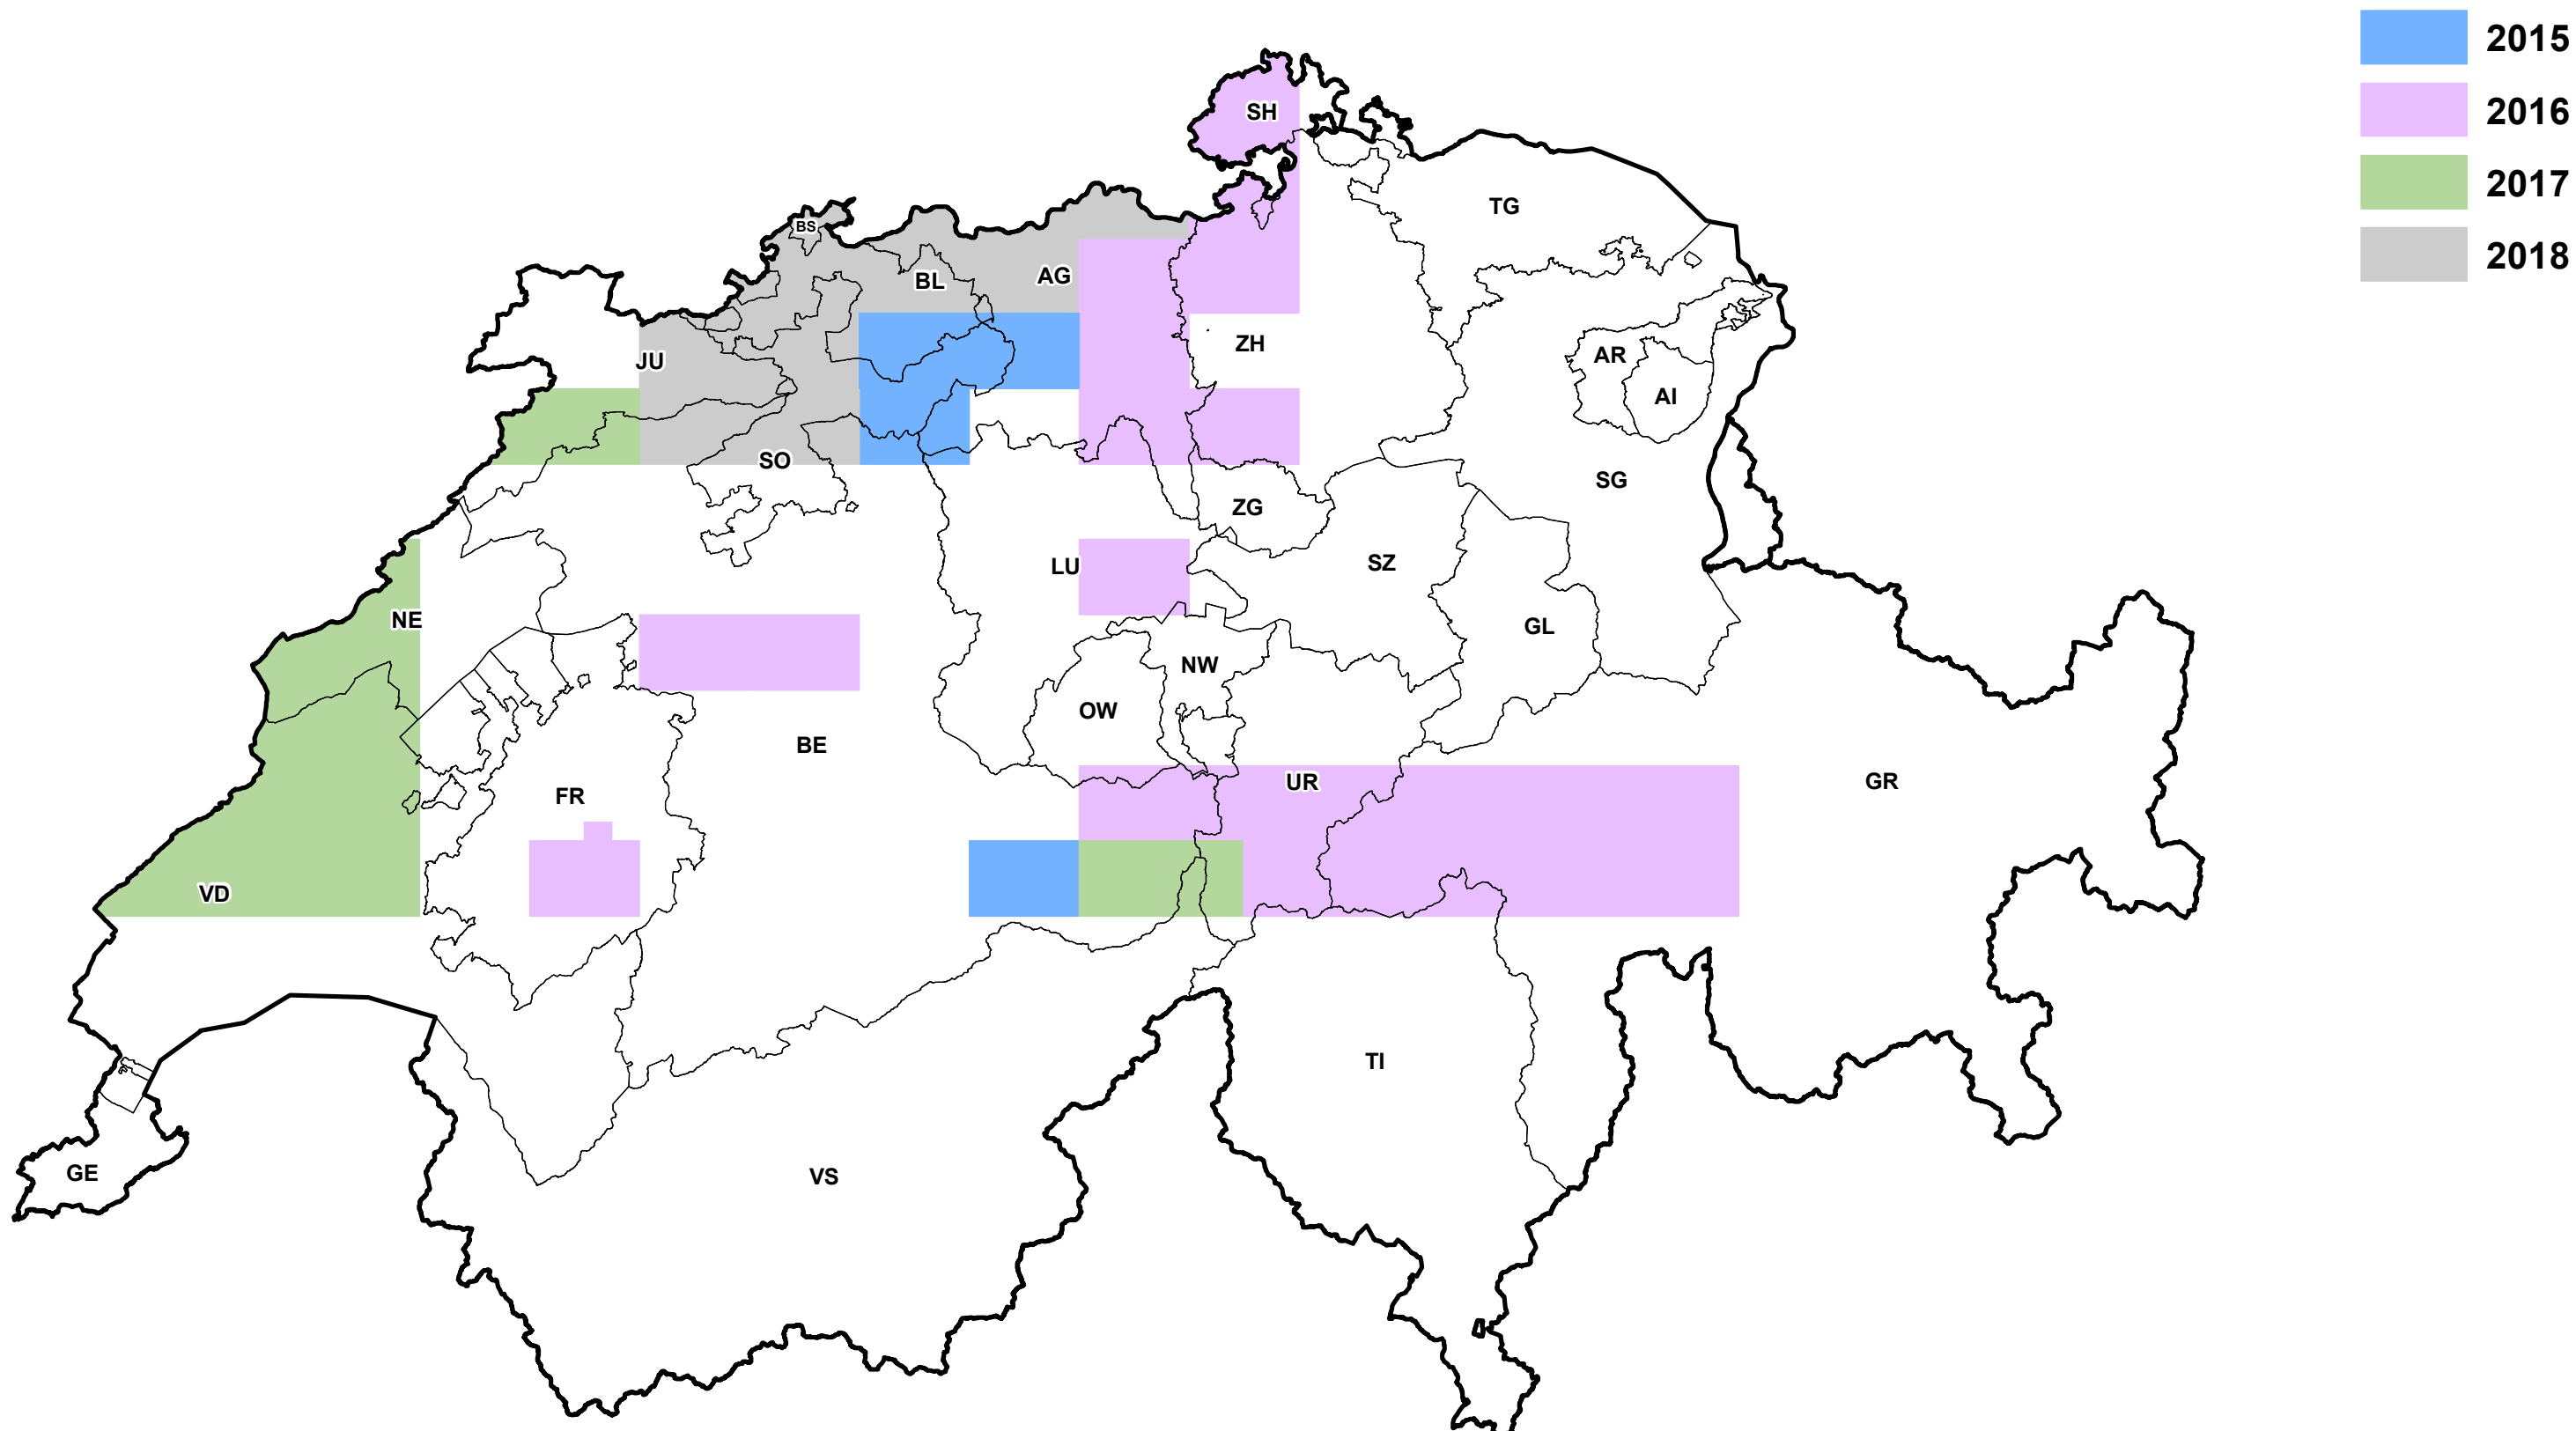 2015
2016
2017
2018
SH
TG
BS
BL
AG
ZH
JU
AR
AI
SO
SG
ZG
LU
SZ
NE
GL
NW
OW
BE
FR
UR
GR
VD
TI
GE
VS